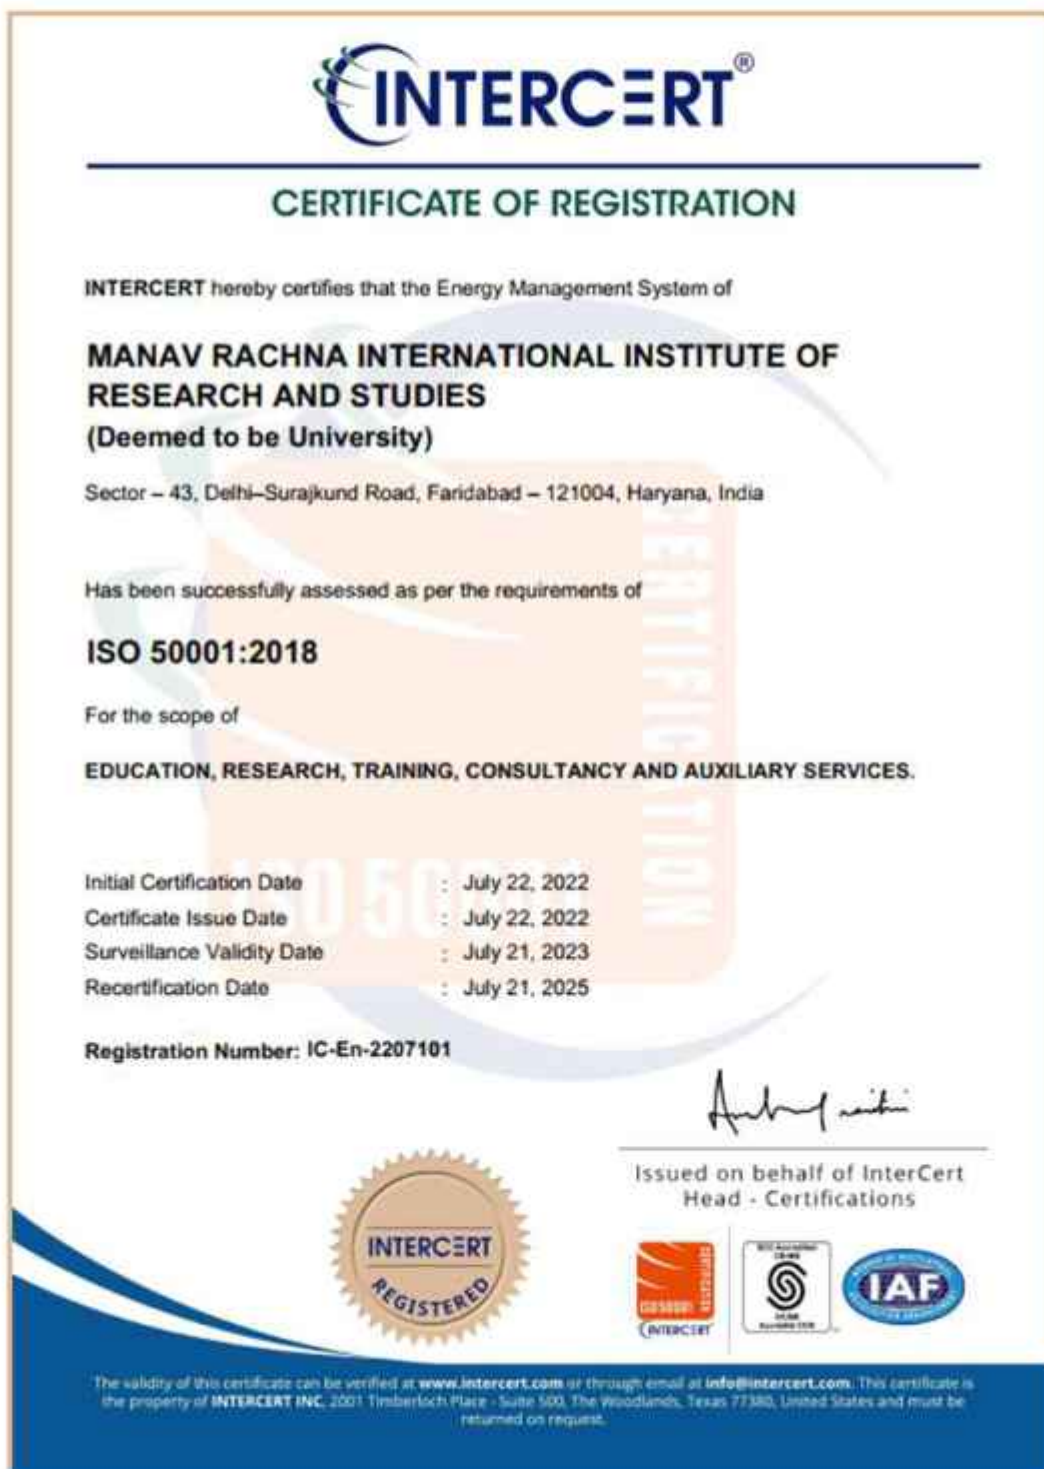 INTERCERT®
CERTIFICATE OF REGISTRATION
INTERCERT hereby certifies that the Energy Management System of
MANAV RACHNA INTERNATIONAL INSTITUTE OF
RESEARCH AND STUDIES
(Deemed to be University)
Sector – 43, Delhi–Surajkund Road, Faridabad – 121004, Haryana, India
Has been successfully assessed as per the requirements of
ISO 50001:2018
For the scope of
EDUCATION, RESEARCH, TRAINING, CONSULTANCY AND AUXILIARY SERVICES.
CERTIFICATION
ISO 50001
Initial Certification Date : July 22, 2022
Certificate Issue Date : July 22, 2022
Surveillance Validity Date : July 21, 2023
Recertification Date : July 21, 2025
Registration Number: IC-En-2207101
Issued on behalf of InterCert
Head - Certifications
INTERCERT
REGISTERED
ISO 50001
INTERCERT
IAF
The validity of this certificate can be verified at www.intercert.com or through email at info@intercert.com. This certificate is
the property of INTERCERT INC, 2001 Timberloch Place - Suite 500, The Woodlands, Texas 77380, United States and must be
returned on request.